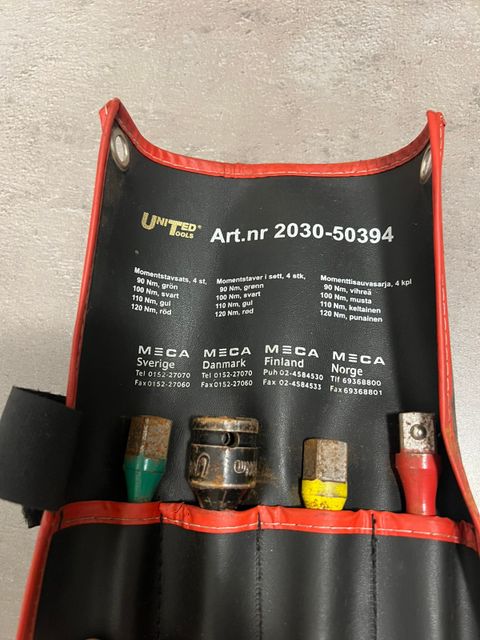 UNITED® TOOLS
Art.nr 2030-50394
Momentstavsats, 4 st,
90 Nm, grön
100 Nm, svart
110 Nm, gul
120 Nm, röd
Momentstaver i sett, 4 stk,
90 Nm, grønn
100 Nm, svart
110 Nm, gul
120 Nm, rød
Momenttisauvasarja, 4 kpl
90 Nm, vihreä
100 Nm, musta
110 Nm, keltainen
120 Nm, punainen
MECA
Sverige
Tel 0152-27070
Fax 0152-27060
MECA
Danmark
Tel 0152-27070
Fax 0152-27060
MECA
Finland
Puh 02-4584530
Fax 02-4584533
MECA
Norge
Tlf 69368800
Fax 69368801